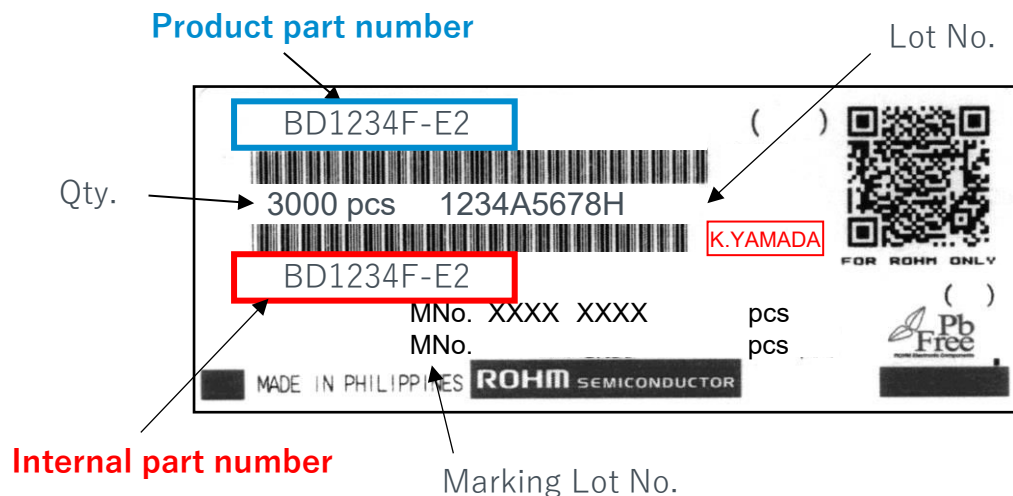 Product part number
Lot No.
BD1234F-E2
( )
Qty.
3000 pcs 1234A5678H
K.YAMADA
FOR ROHM ONLY
BD1234F-E2
( )
MNo. XXXX XXXX pcs
MNo. pcs
Pb
Free
MADE IN PHILIPPINES ROHM SEMICONDUCTOR
Internal part number
Marking Lot No.